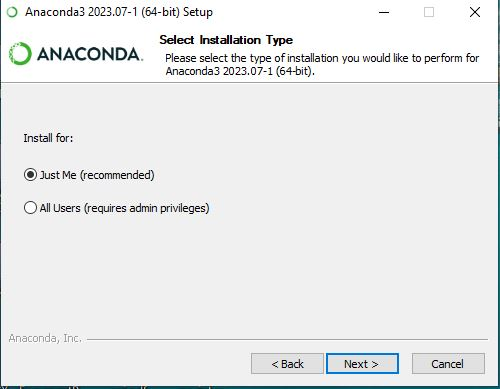 Anaconda3 2023.07-1 (64-bit) Setup
ANACONDA.
Select Installation Type
Please select the type of installation you would like to perform for
Anaconda3 2023.07-1 (64-bit).
Install for:
Just Me (recommended)
All Users (requires admin privileges)
Anaconda, Inc.
< Back
Next >
Cancel